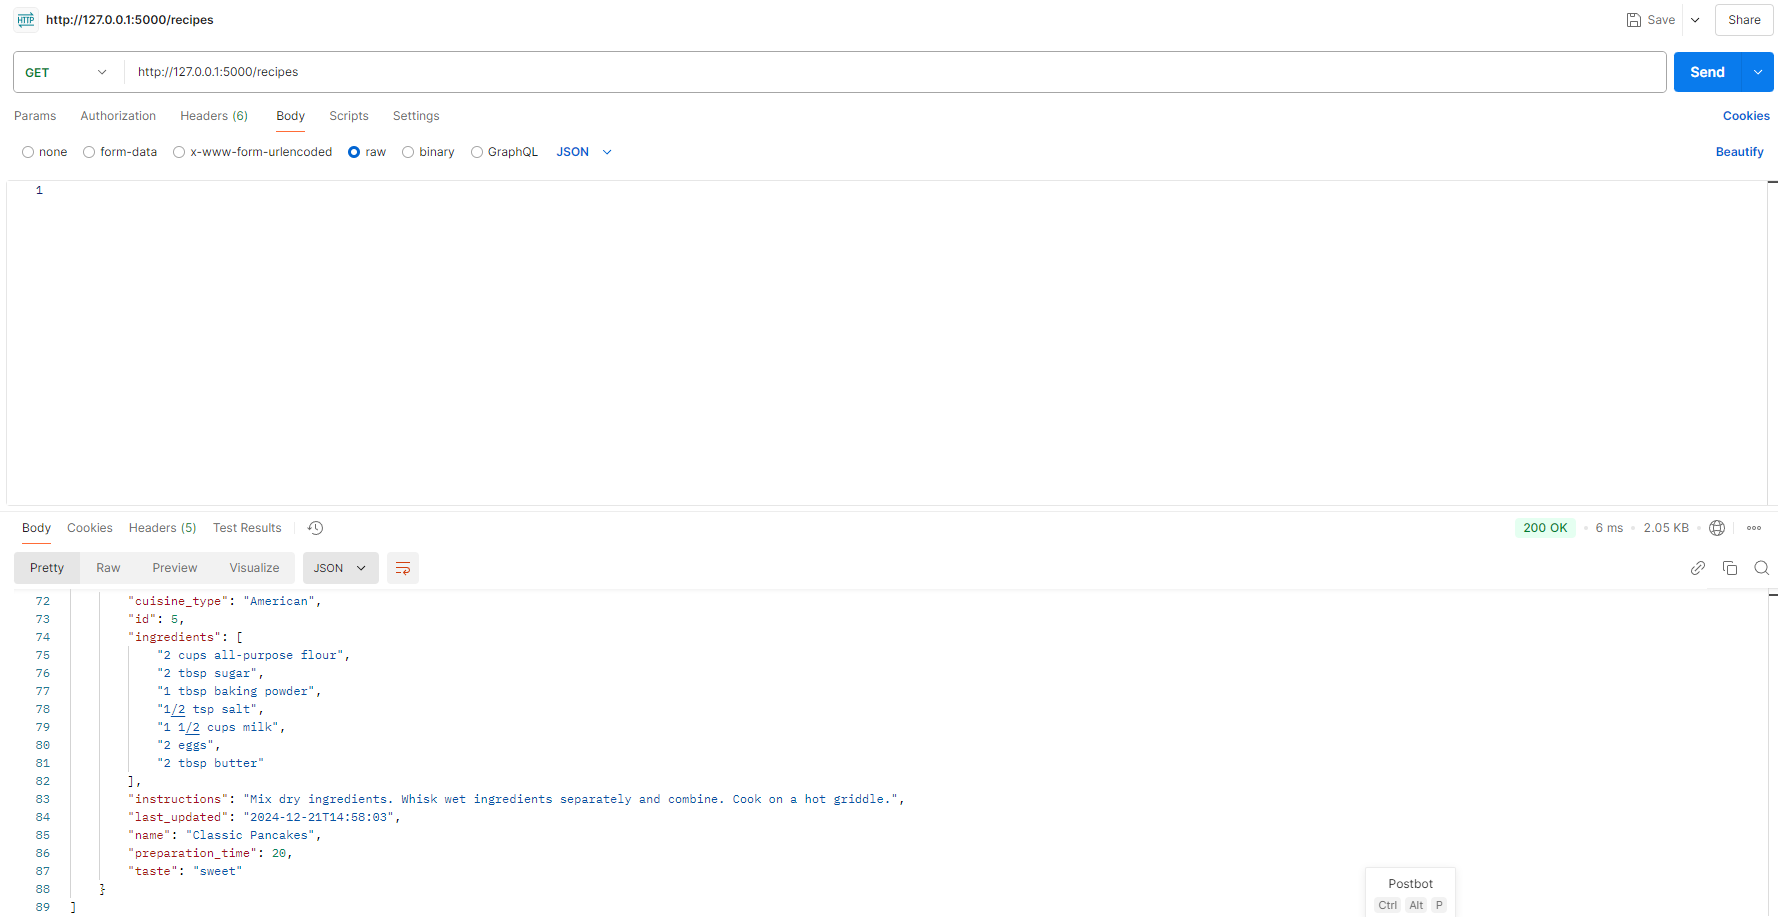 HTTP http://127.0.0.1:5000/recipes Save Share
GET http://127.0.0.1:5000/recipes Send
Params Authorization Headers (6) Body Scripts Settings Cookies
none form-data x-www-form-urlencoded raw binary GraphQL JSON Beautify
1
Body Cookies Headers (5) Test Results 200 OK 6 ms 2.05 KB
Pretty Raw Preview Visualize JSON
72 "cuisine_type": "American",
73 "id": 5,
74 "ingredients": [
75 "2 cups all-purpose flour",
76 "2 tbsp sugar",
77 "1 tbsp baking powder",
78 "1/2 tsp salt",
79 "1 1/2 cups milk",
80 "2 eggs",
81 "2 tbsp butter"
82 ],
83 "instructions": "Mix dry ingredients. Whisk wet ingredients separately and combine. Cook on a hot griddle.",
84 "last_updated": "2024-12-21T14:58:03",
85 "name": "Classic Pancakes",
86 "preparation_time": 20,
87 "taste": "sweet"
88 }
89 ]
Postbot
Ctrl Alt P